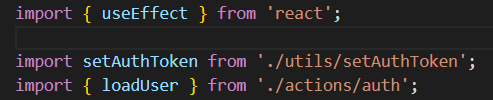 import { useEffect } from 'react';
import setAuthToken from './utils/setAuthToken';
import { loadUser } from './actions/auth';